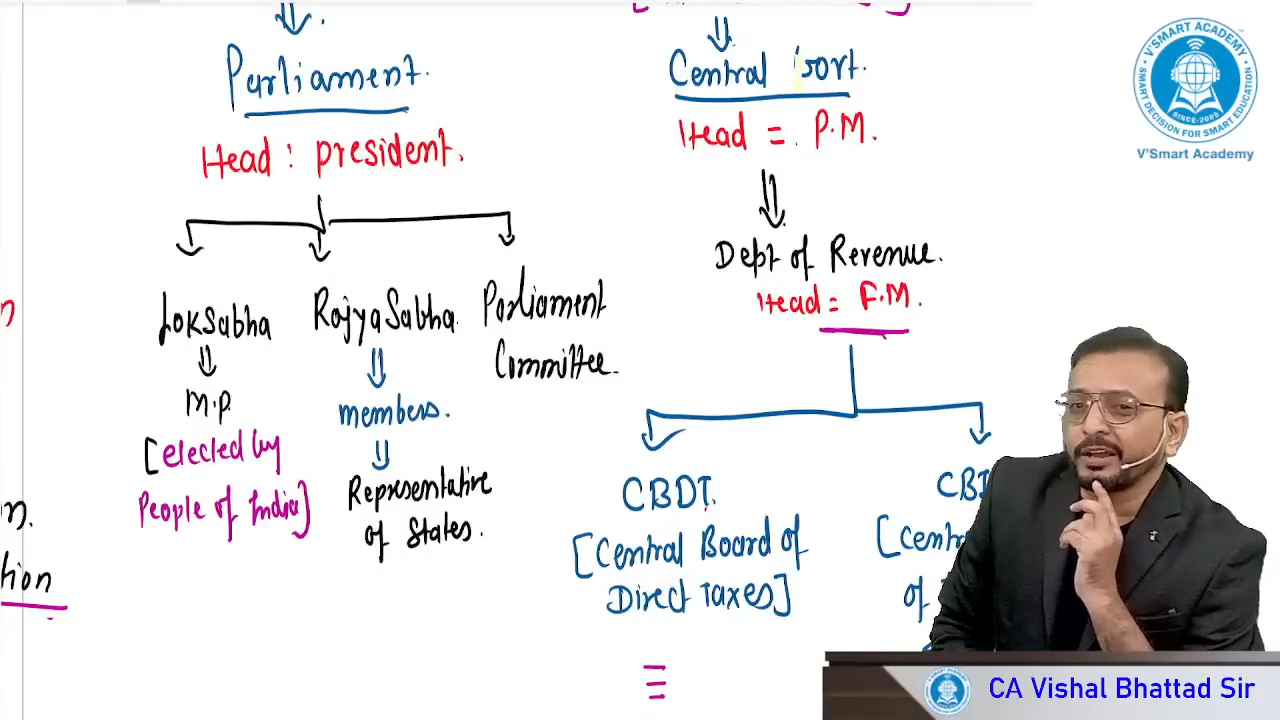 Parliament.
Head : president.
Loksabha
M.P.
[elected by
People of India]
RajyaSabha
members.
Representative
of States.
Parliament
Committee.
Central Govt.
Head = P.M.
Dept of Revenue.
Head = F.M.
CBDT.
[Central Board of
Direct Taxes]
of
tion
V'SMART ACADEMY
SMART DECISION FOR SMART EDUCATION
SINCE-2005
V'Smart Academy
CA Vishal Bhattad Sir